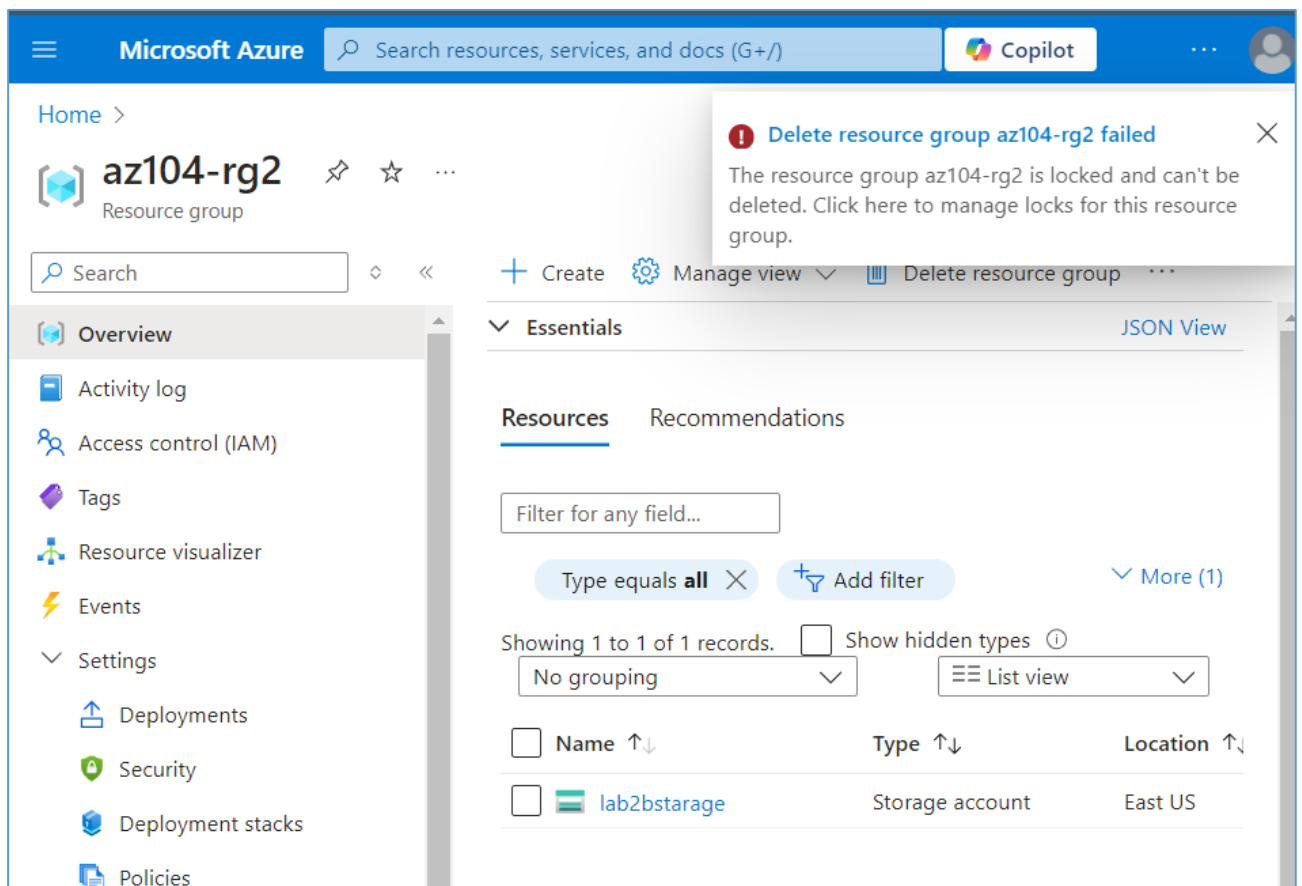 Microsoft Azure
Search resources, services, and docs (G+/)
Copilot
Home >
az104-rg2
Resource group
Delete resource group az104-rg2 failed
The resource group az104-rg2 is locked and can't be
deleted. Click here to manage locks for this resource
group.
Search
Create
Manage view
Delete resource group
Overview
Activity log
Access control (IAM)
Tags
Resource visualizer
Events
Settings
Deployments
Security
Deployment stacks
Policies
Essentials
JSON View
Resources
Recommendations
Filter for any field...
Type equals all
Add filter
More (1)
Showing 1 to 1 of 1 records.
Show hidden types
No grouping
List view
Name
Type
Location
lab2bstarage
Storage account
East US